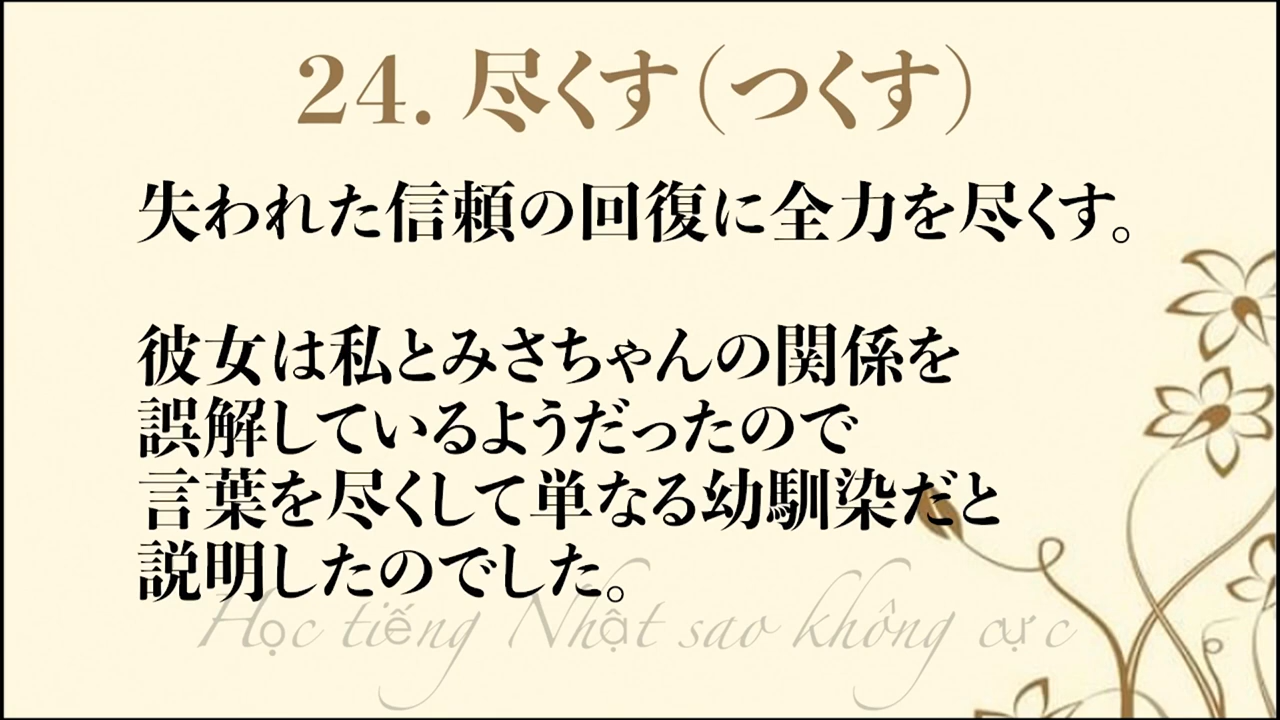 24. 尽くす（つくす）
失われた信頼の回復に全力を尽くす。
彼女は私とみさちゃんの関係を
誤解しているようだったので
言葉を尽くして単なる幼馴染だと
説明したのでした。
Học tiếng Nhật sao không cực